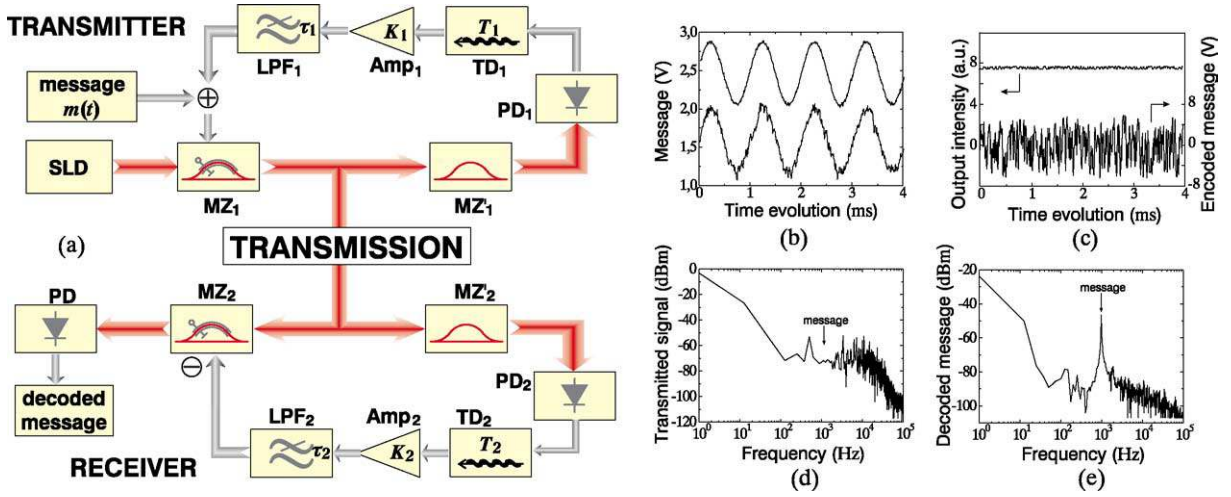 TRANSMITTER
τ1
K1
T1
LPF1
Amp1
TD1
message
m(t)
PD1
SLD
MZ1
MZ'1
(a)
TRANSMISSION
PD
MZ2
MZ'2
decoded
message
PD2
LPF2
Amp2
TD2
τ2
K2
T2
RECEIVER
Message (V)
3,0
2,5
2,0
1,5
1,0
0 1 2 3 4
Time evolution (ms)
(b)
Output intensity (a.u.)
8
0
Encoded message (V)
8
0
-8
0 1 2 3 4
Time evolution (ms)
(c)
Transmitted signal (dBm)
0
-20
-40
-60
-80
-100
-120
message
10^0 10^1 10^2 10^3 10^4 10^5
Frequency (Hz)
(d)
Decoded message (dBm)
-20
-40
-60
-80
-100
message
10^0 10^1 10^2 10^3 10^4 10^5
Frequency (Hz)
(e)